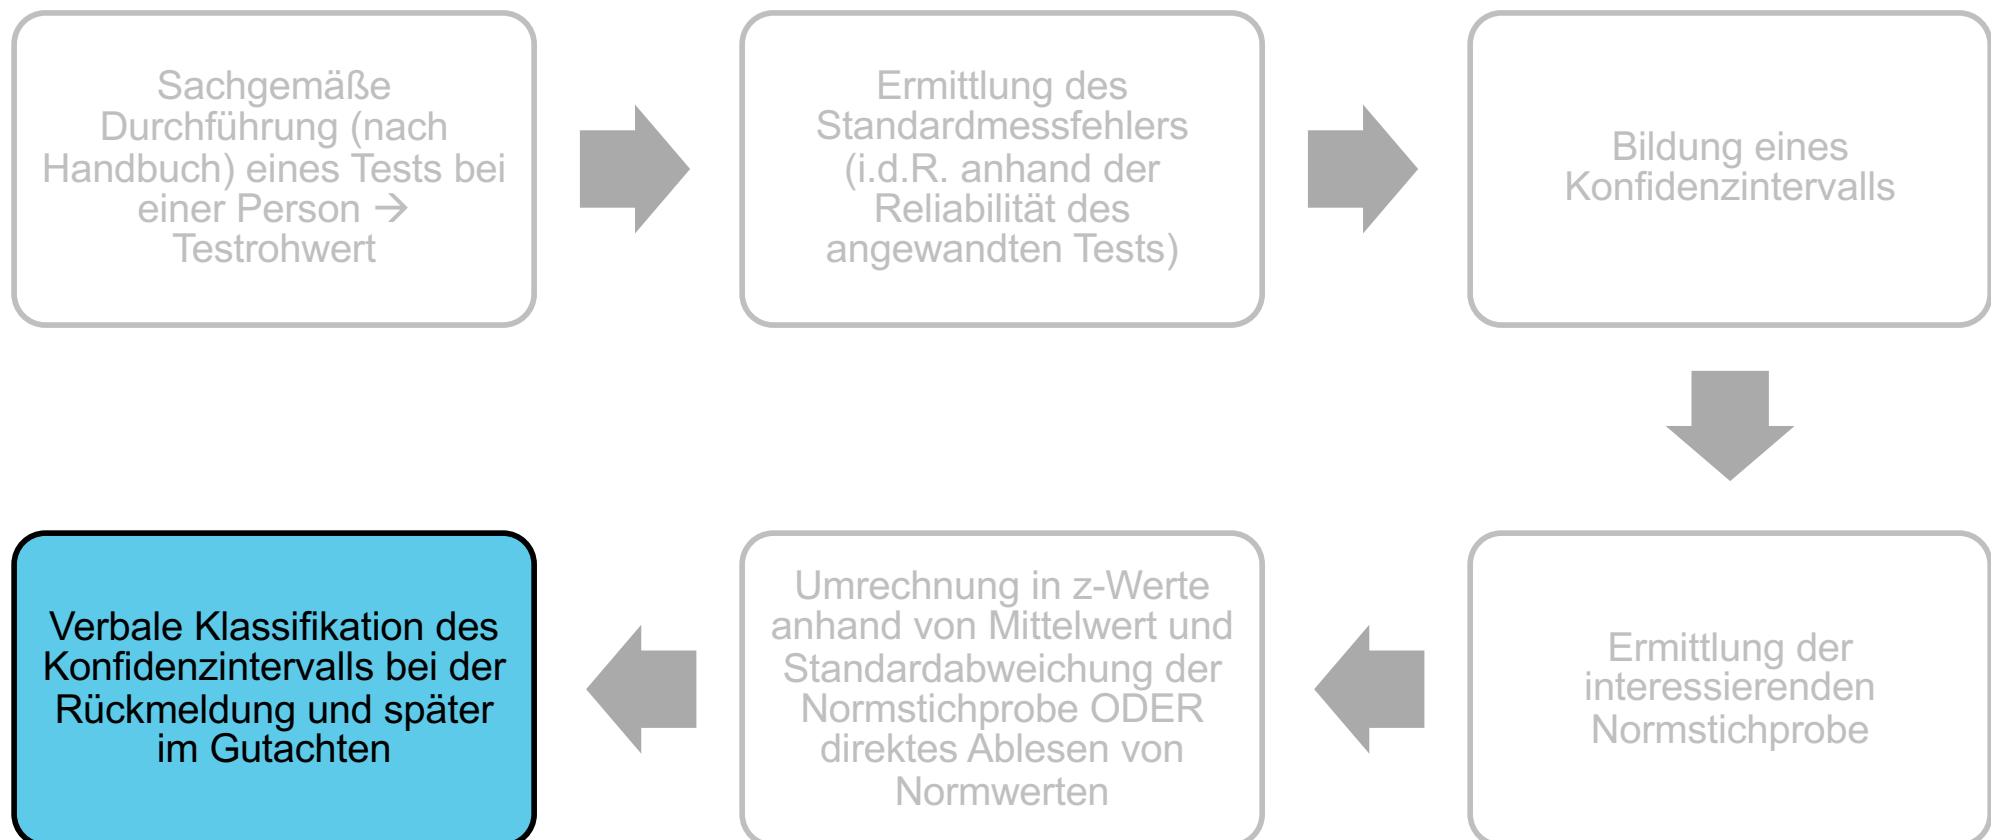 Sachgemäße
Durchführung (nach
Handbuch) eines Tests bei
einer Person →
Testrohwert
Ermittlung des
Standardmessfehlers
(i.d.R. anhand der
Reliabilität des
angewandten Tests)
Bildung eines
Konfidenzintervalls
Ermittlung der
interessierenden
Normstichprobe
Umrechnung in z-Werte
anhand von Mittelwert und
Standardabweichung der
Normstichprobe ODER
direktes Ablesen von
Normwerten
Verbale Klassifikation des
Konfidenzintervalls bei der
Rückmeldung und später
im Gutachten